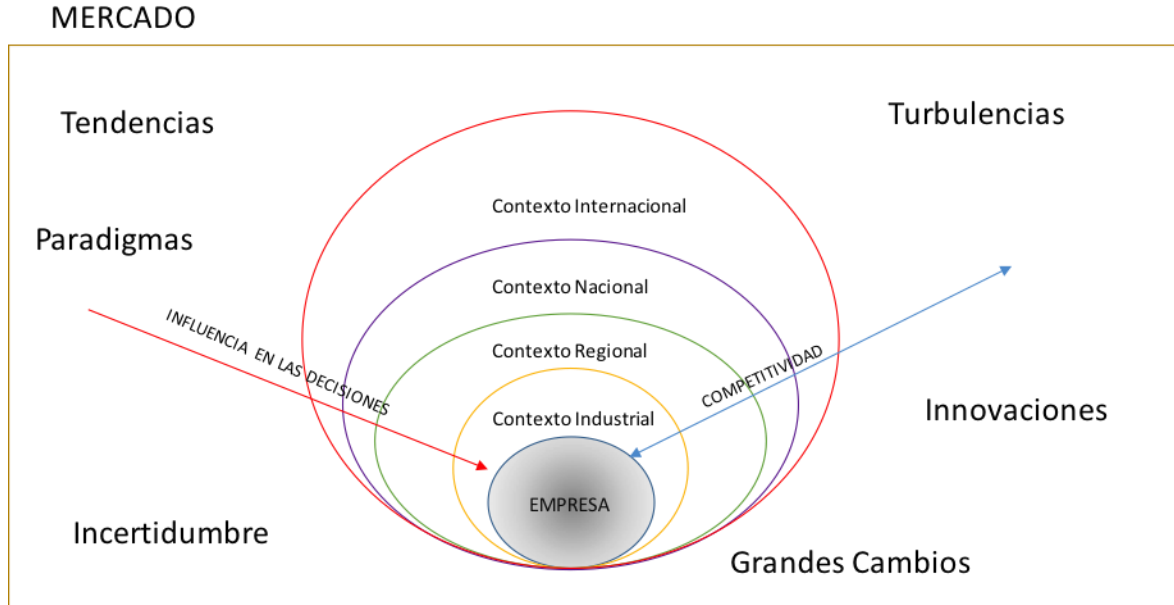 MERCADO
Tendencias
Turbulencias
Contexto Internacional
Paradigmas
Contexto Nacional
INFLUENCIA EN LAS DECISIONES
Contexto Regional
COMPETITIVIDAD
Contexto Industrial
Innovaciones
EMPRESA
Incertidumbre
Grandes Cambios